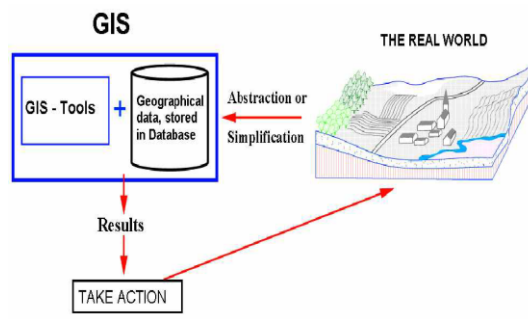 GIS
THE REAL WORLD
GIS - Tools
+
Geographical
data, stored
in Database
Abstraction or
Simplification
Results
TAKE ACTION